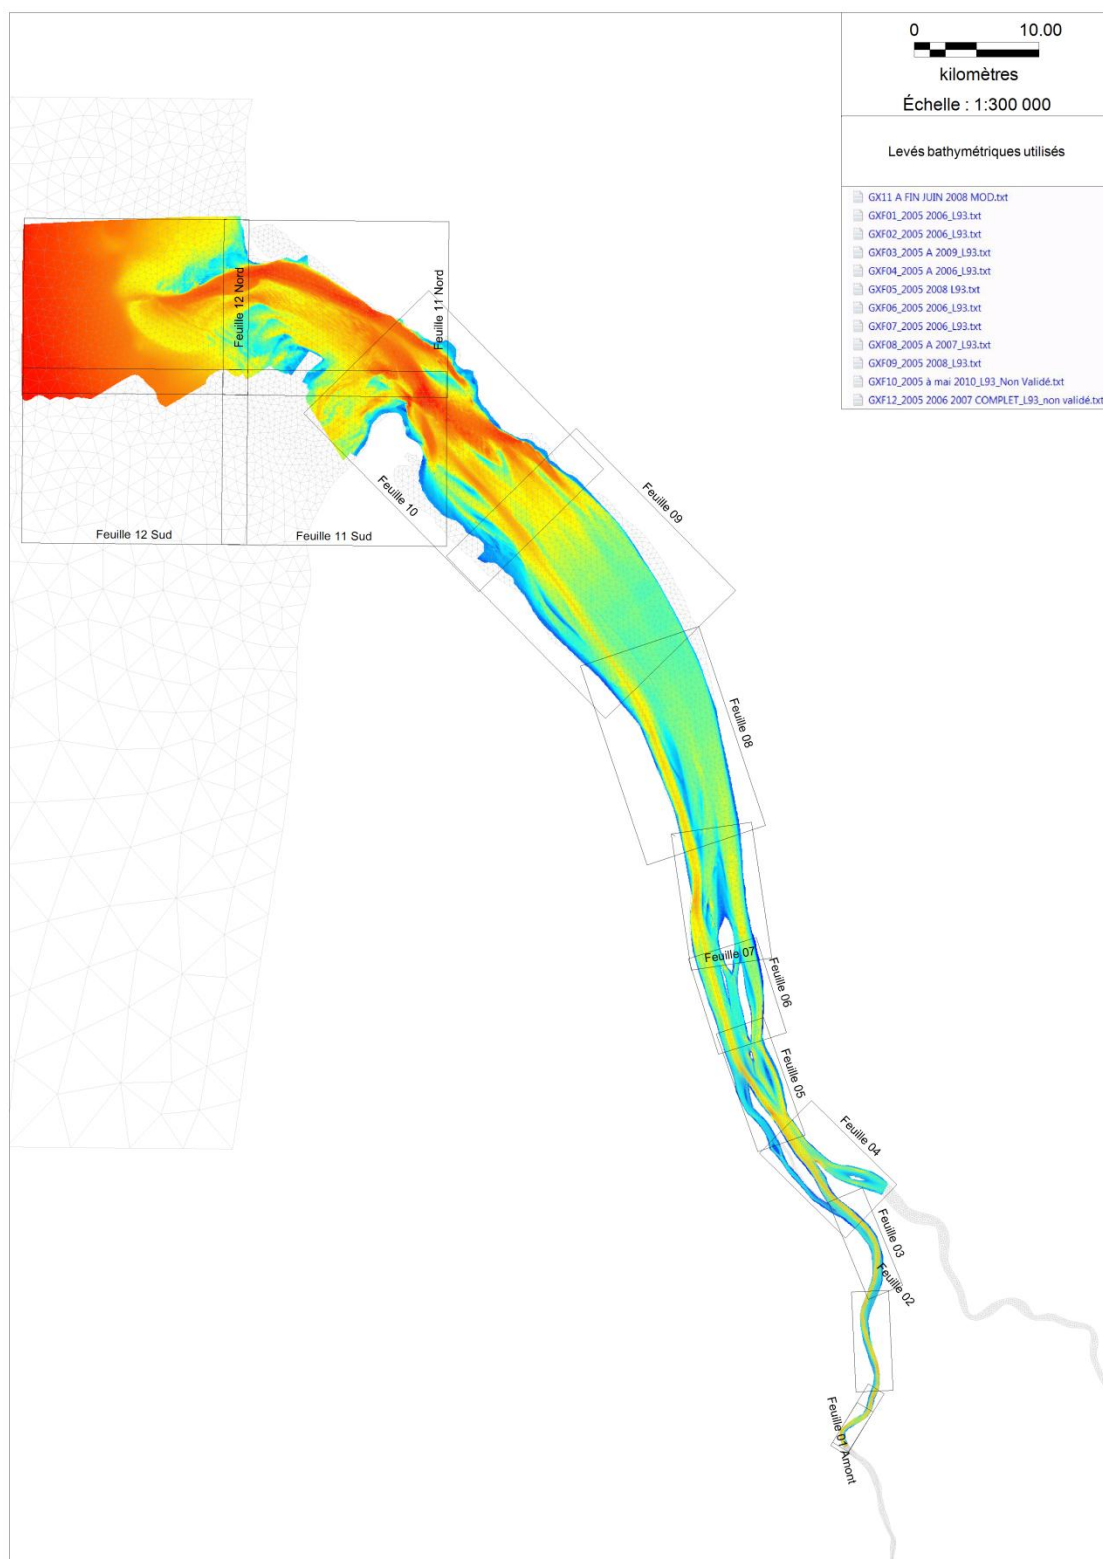 0 10.00
kilomètres
Échelle : 1:300 000
Levés bathymétriques utilisés
GX11 A FIN JUIN 2008 MOD.txt
GXF01_2005 2006_L93.txt
GXF02_2005 2006_L93.txt
GXF03_2005 A 2009_L93.txt
GXF04_2005 A 2006_L93.txt
GXF05_2005 2008 L93.txt
GXF06_2005 2006_L93.txt
GXF07_2005 2006_L93.txt
GXF08_2005 A 2007_L93.txt
GXF09_2005 2008_L93.txt
GXF10_2005 à mai 2010_L93_Non Validé.txt
GXF12_2005 2006 2007 COMPLET_L93_non validé.txt
Feuille 12 Nord
Feuille 11 Nord
Feuille 10
Feuille 09
Feuille 12 Sud
Feuille 11 Sud
Feuille 08
Feuille 07
Feuille 06
Feuille 05
Feuille 04
Feuille 03
Feuille 02
Feuille 01 Amont